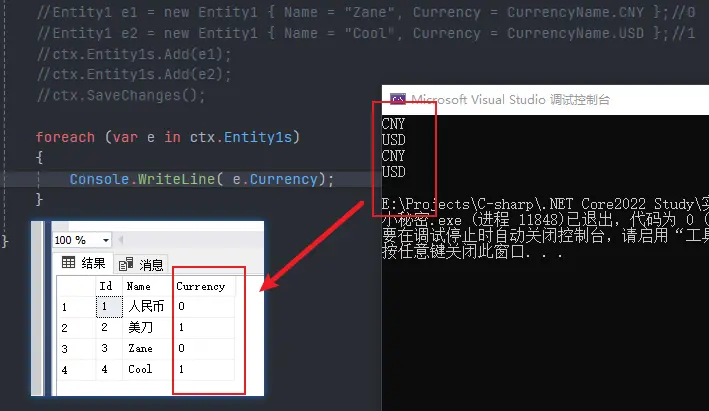 //Entity1 e1 = new Entity1 { Name = "Zane", Currency = CurrencyName.CNY };//0
//Entity1 e2 = new Entity1 { Name = "Cool", Currency = CurrencyName.USD };//1
//ctx.Entity1s.Add(e1);
//ctx.Entity1s.Add(e2);
//ctx.SaveChanges();
foreach (var e in ctx.Entity1s)
{
Console.WriteLine( e.Currency);
}
}
Microsoft Visual Studio 调试控制台
CNY
USD
CNY
USD
E:\Projects\C-sharp\.NET Core2022 Study\
小秘密.exe (进程 11848)已退出，代码为 0 (
要在调试停止时自动关闭控制台，请启用“工具
按任意键关闭此窗口. . .
100 %
结果 消息
Id Name Currency
1 1 人民币 0
2 2 美刀 1
3 3 Zane 0
4 4 Cool 1